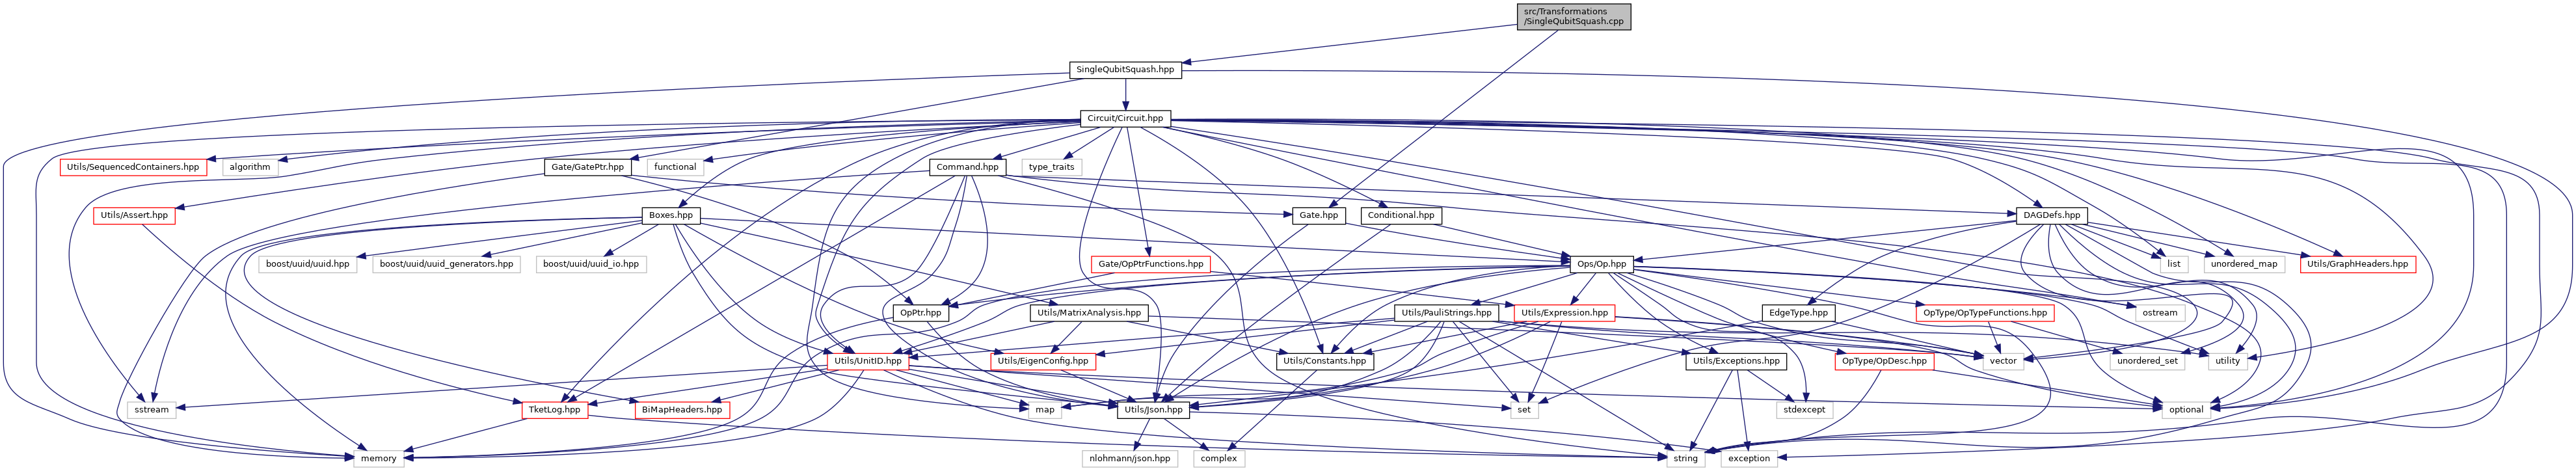 src/Transformations
/SingleQubitSquash.cpp
SingleQubitSquash.hpp
Circuit/Circuit.hpp
Utils/SequencedContainers.hpp
algorithm
Gate/GatePtr.hpp
functional
Command.hpp
type_traits
Utils/Assert.hpp
Boxes.hpp
Gate.hpp
Conditional.hpp
DAGDefs.hpp
boost/uuid/uuid.hpp
boost/uuid/uuid_generators.hpp
boost/uuid/uuid_io.hpp
Gate/OpPtrFunctions.hpp
Ops/Op.hpp
list
unordered_map
Utils/GraphHeaders.hpp
OpPtr.hpp
Utils/MatrixAnalysis.hpp
Utils/PauliStrings.hpp
Utils/Expression.hpp
EdgeType.hpp
OpType/OpTypeFunctions.hpp
ostream
Utils/UnitID.hpp
Utils/EigenConfig.hpp
Utils/Constants.hpp
Utils/Exceptions.hpp
OpType/OpDesc.hpp
vector
unordered_set
utility
sstream
TketLog.hpp
BiMapHeaders.hpp
map
Utils/Json.hpp
set
stdexcept
optional
memory
nlohmann/json.hpp
complex
string
exception